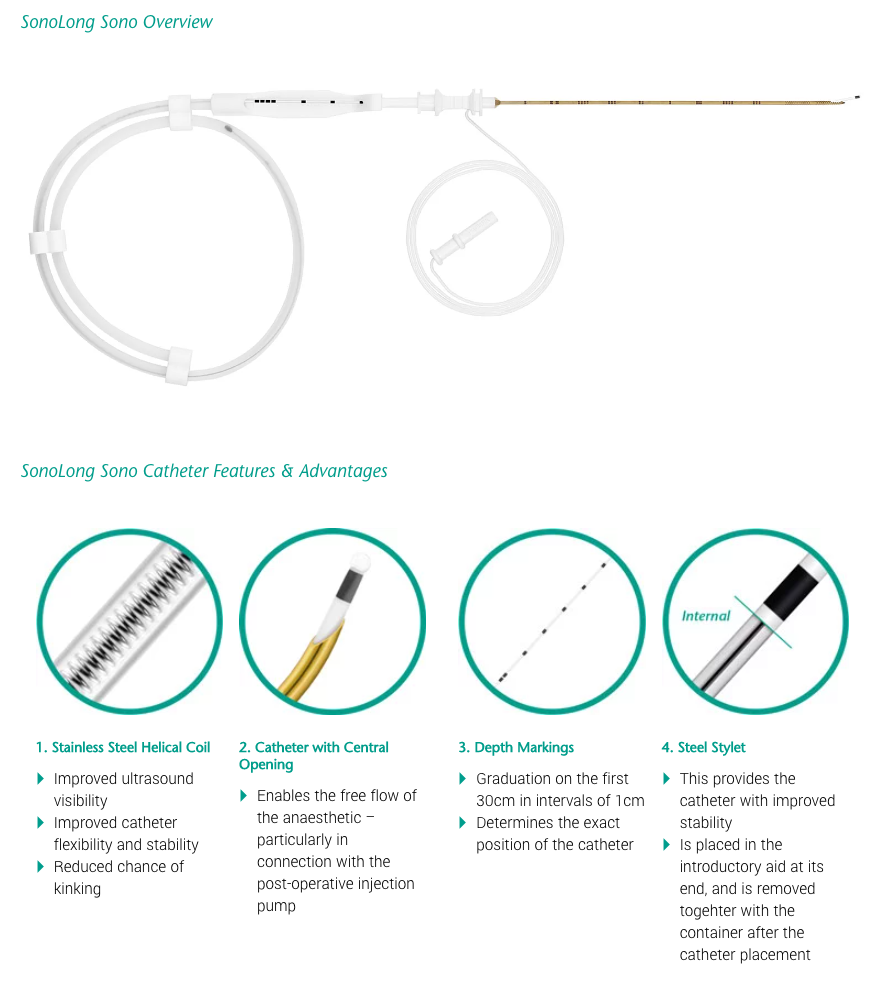 SonoLong Sono Overview
SonoLong Sono Catheter Features & Advantages
Internal
1. Stainless Steel Helical Coil
Improved ultrasound
visibility
Improved catheter
flexibility and stability
Reduced chance of
kinking
2. Catheter with Central
Opening
Enables the free flow of
the anaesthetic –
particularly in
connection with the
post-operative injection
pump
3. Depth Markings
Graduation on the first
30cm in intervals of 1cm
Determines the exact
position of the catheter
4. Steel Stylet
This provides the
catheter with improved
stability
Is placed in the
introductory aid at its
end, and is removed
togehter with the
container after the
catheter placement